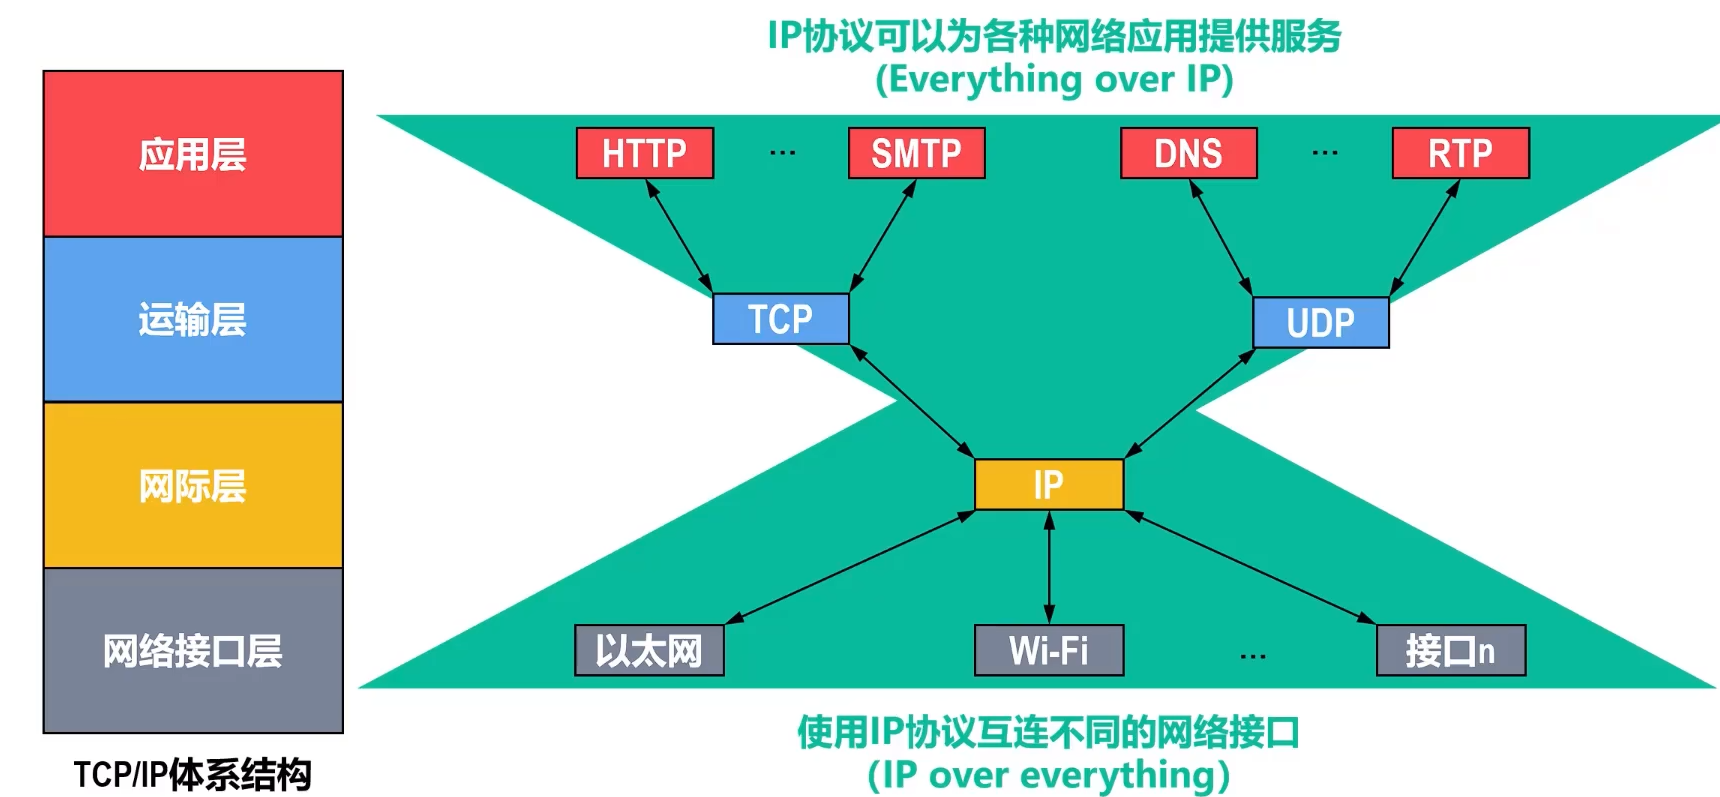 IP协议可以为各种网络应用提供服务
(Everything over IP)
应用层
HTTP
...
SMTP
DNS
...
RTP
运输层
TCP
UDP
网际层
IP
网络接口层
以太网
Wi-Fi
...
接口n
使用IP协议互连不同的网络接口
（IP over everything）
TCP/IP体系结构